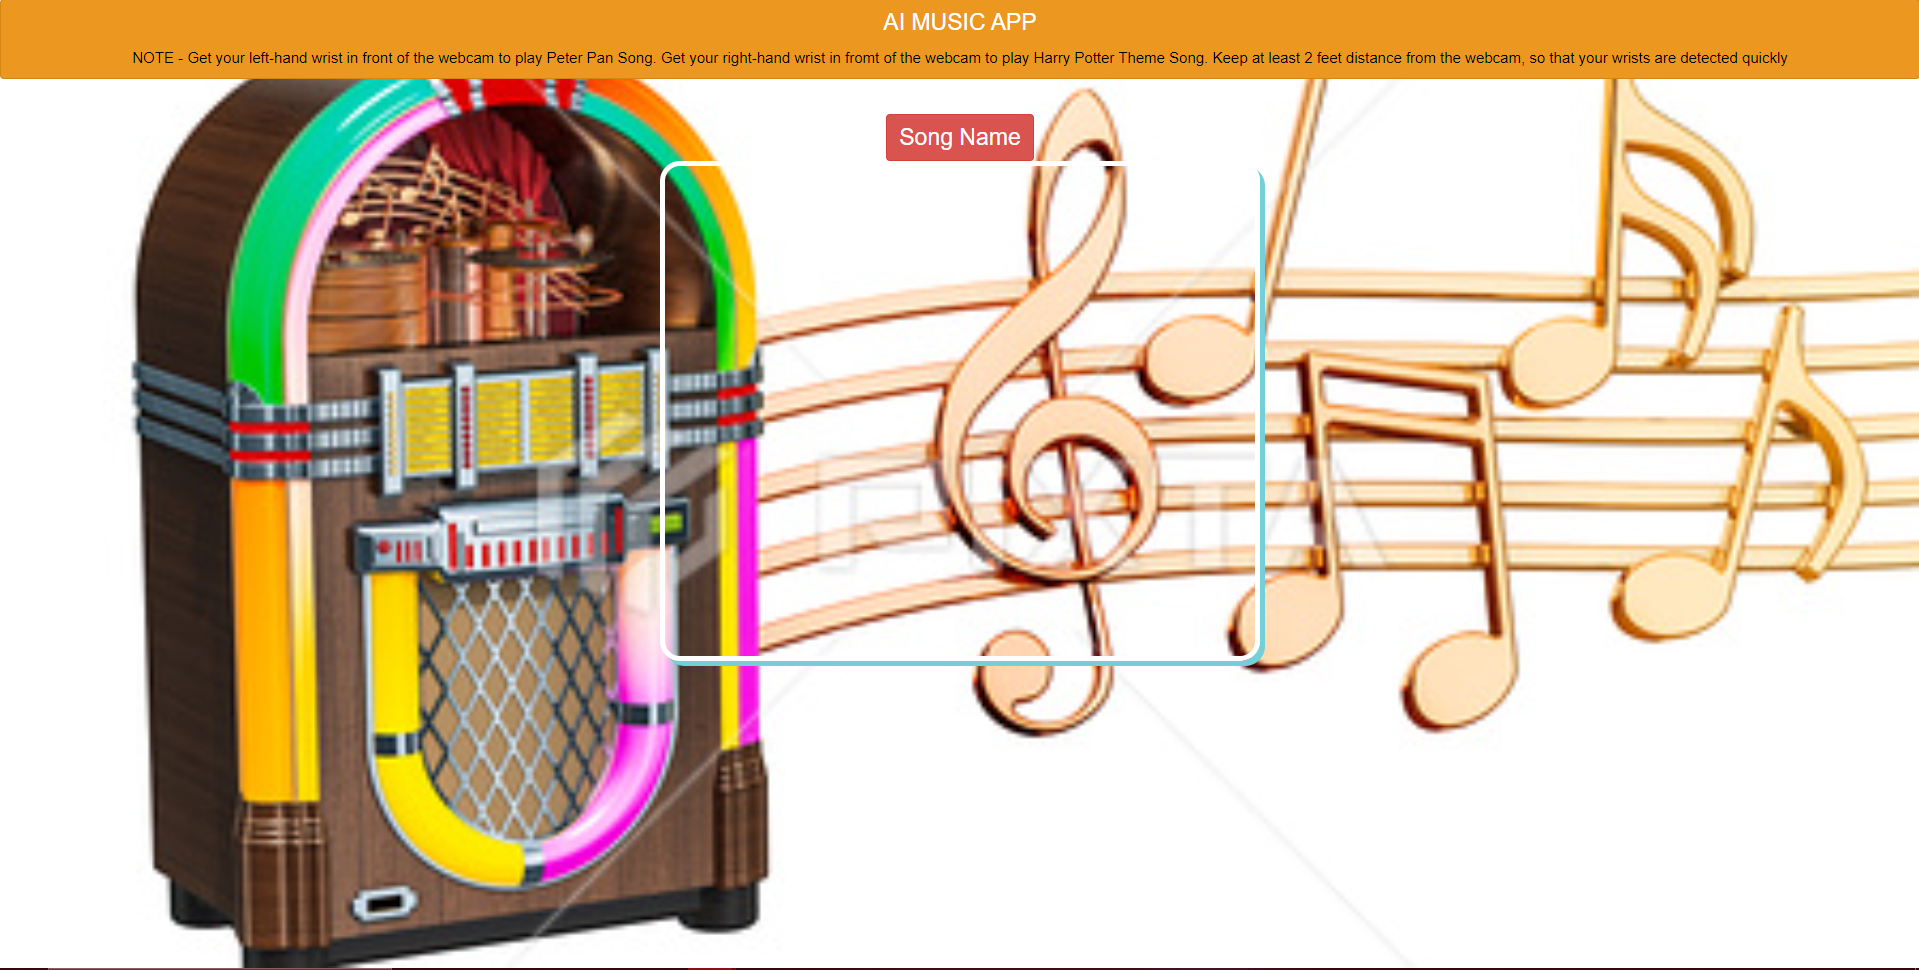 AI MUSIC APP
NOTE - Get your left-hand wrist in front of the webcam to play Peter Pan Song. Get your right-hand wrist in fromt of the webcam to play Harry Potter Theme Song. Keep at least 2 feet distance from the webcam, so that your wrists are detected quickly
Song Name
PIXTA